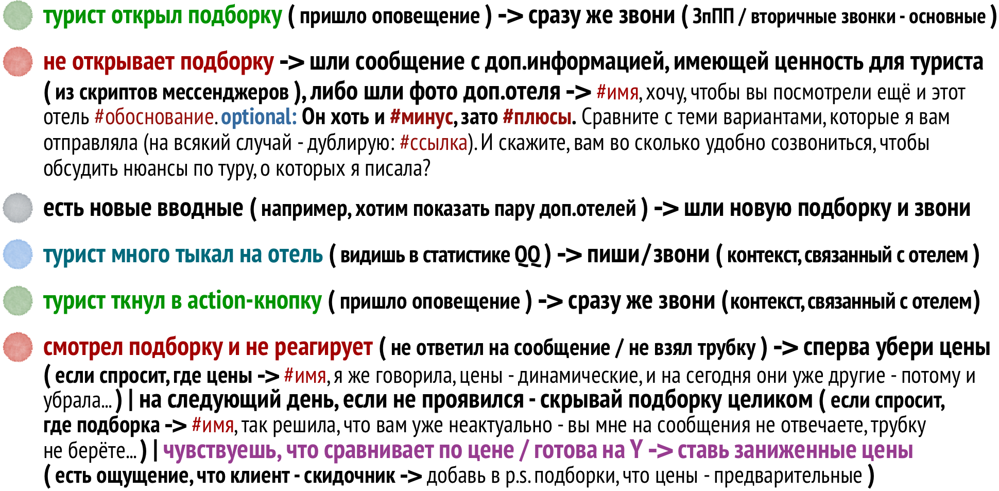 турист открыл подборку ( пришло оповещение ) -> сразу же звони ( ЗпПП / вторичные звонки - основные )
не открывает подборку -> шли сообщение с доп.информацией, имеющей ценность для туриста
( из скриптов мессенджеров ), либо шли фото доп.отеля -> #имя, хочу, чтобы вы посмотрели ещё и этот
отель #обоснование. optional: Он хоть и #минус, зато #плюсы. Сравните с теми вариантами, которые я вам
отправляла (на всякий случай - дублирую: #ссылка). И скажите, вам во сколько удобно созвониться, чтобы
обсудить нюансы по туру, о которых я писала?
есть новые вводные ( например, хотим показать пару доп.отелей ) -> шли новую подборку и звони
турист много тыкал на отель ( видишь в статистике QQ ) -> пиши/звони ( контекст, связанный с отелем )
турист ткнул в action-кнопку ( пришло оповещение ) -> сразу же звони (контекст, связанный с отелем)
смотрел подборку и не реагирует ( не ответил на сообщение / не взял трубку ) -> сперва убери цены
( если спросит, где цены -> #имя, я же говорила, цены - динамические, и на сегодня они уже другие - потому и
убрала... ) | на следующий день, если не проявился - скрывай подборку целиком ( если спросит,
где подборка -> #имя, так решила, что вам уже неактуально - вы мне на сообщения не отвечаете, трубку
не берёте... ) | чувствуешь, что сравнивает по цене / готова на Y -> ставь заниженные цены
( есть ощущение, что клиент - скидочник -> добавь в p.s. подборки, что цены - предварительные )